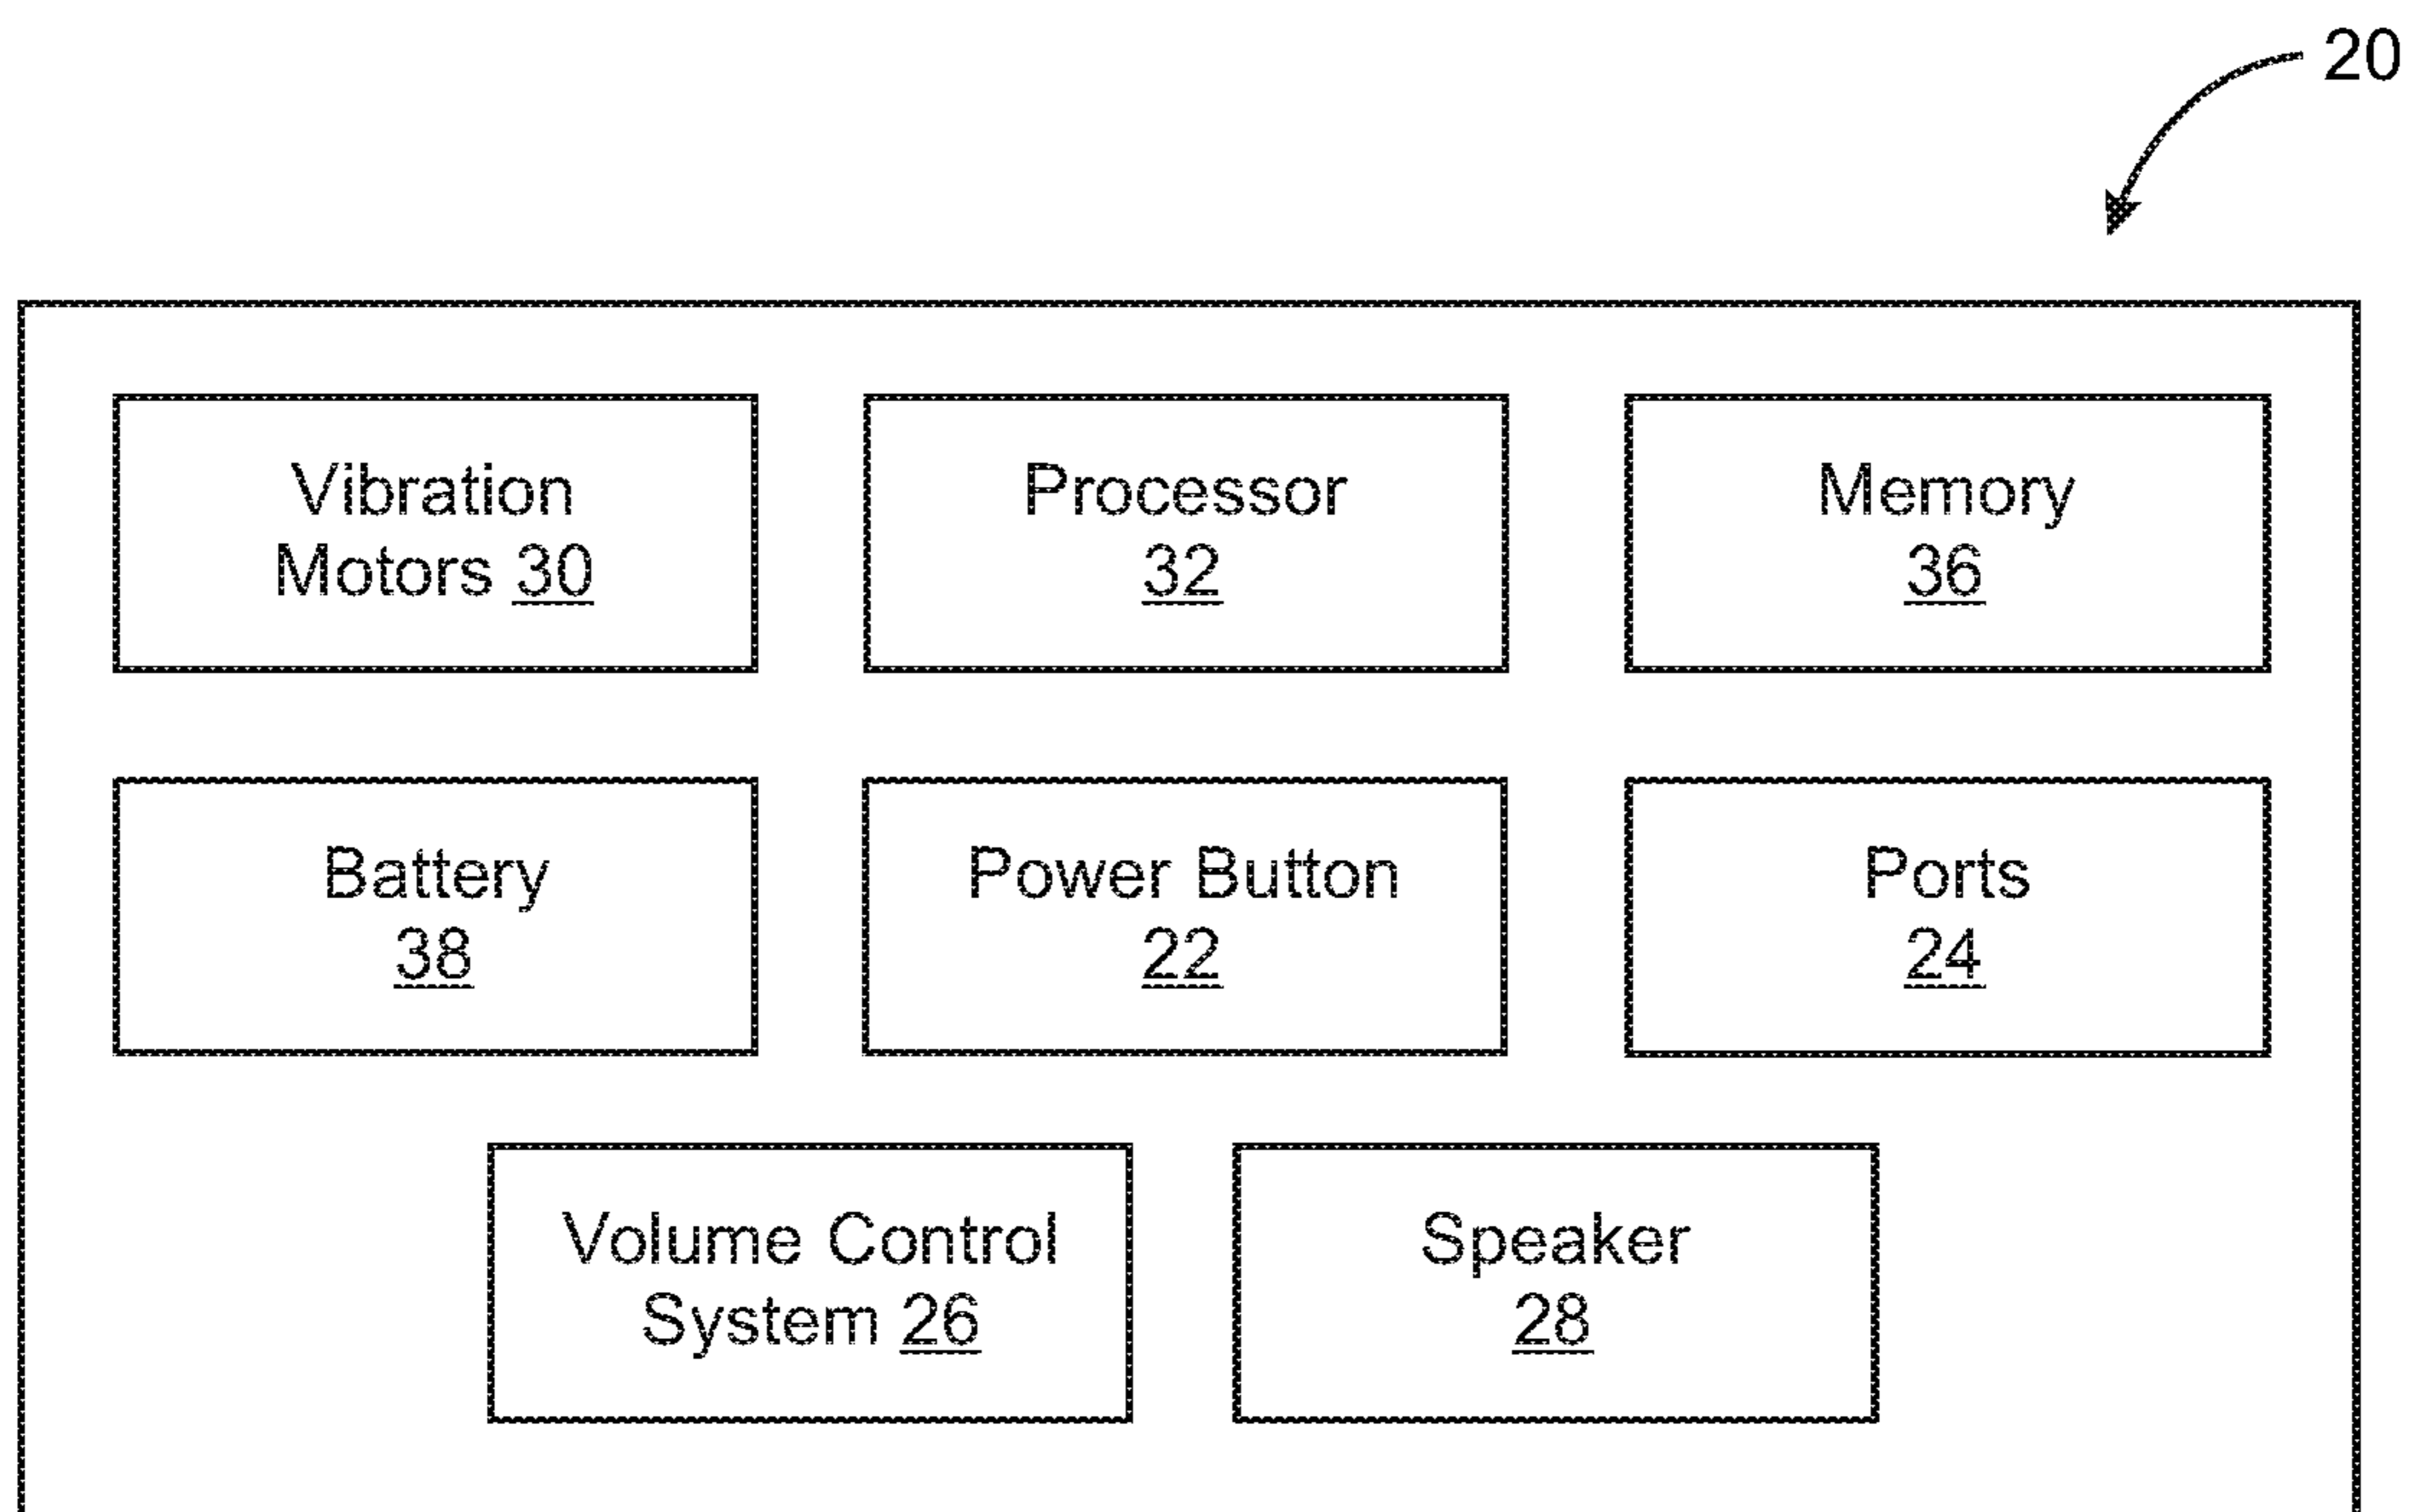 20
Vibration
Motors 30
Processor
32
Memory
36
Battery
38
Power Button
22
Ports
24
Volume Control
System 26
Speaker
28